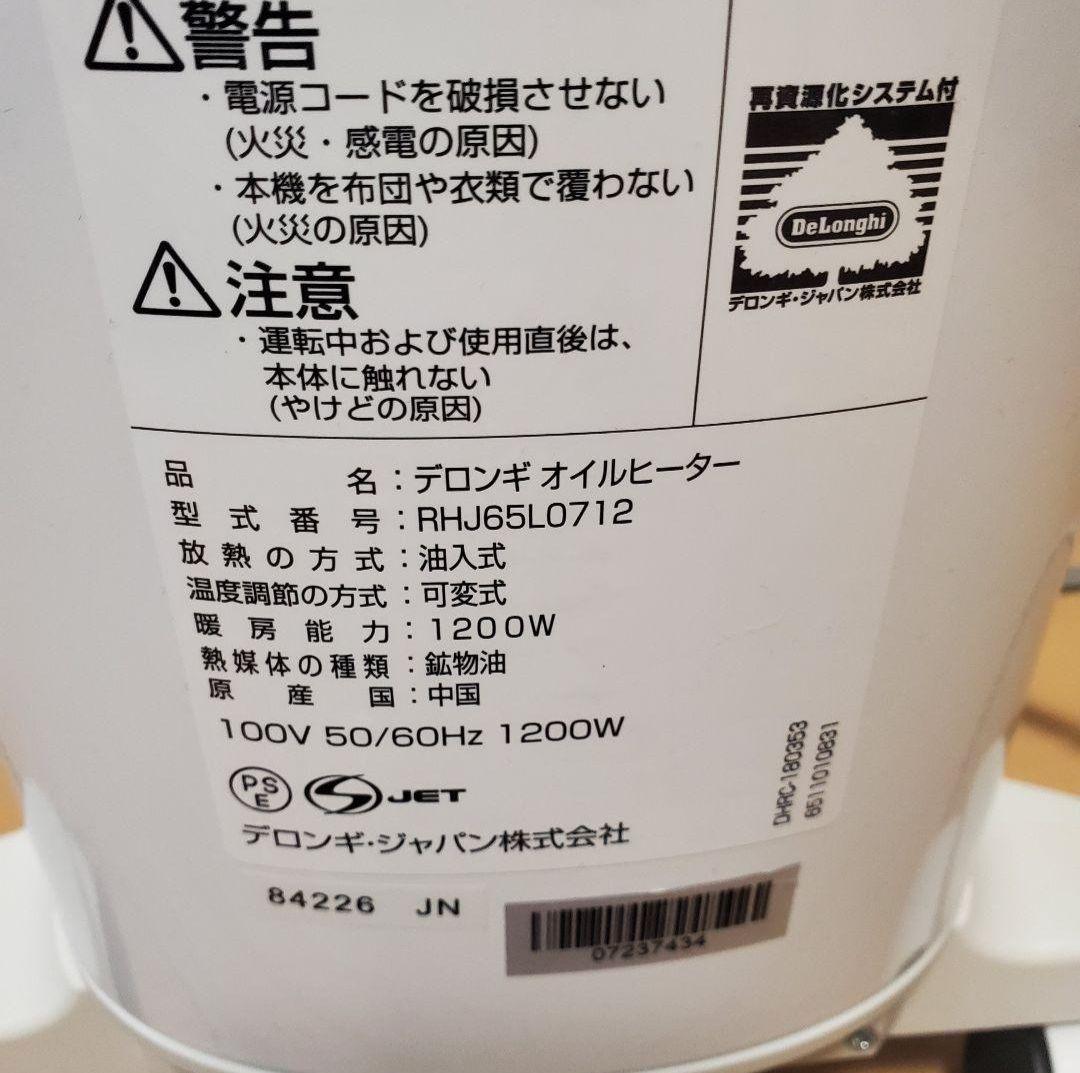 警告
・電源コードを破損させない
(火災・感電の原因)
・本機を布団や衣類で覆わない
(火災の原因)
注意
・運転中および使用直後は、
本体に触れない
(やけどの原因)
再資源化システム付
DeLonghi
デロンギ・ジャパン株式会社
品名：デロンギ オイルヒーター
型式番号：RHJ65L0712
放熱の方式：油入式
温度調節の方式：可変式
暖房能力：1200W
熱媒体の種類：鉱物油
原産国：中国
100V 50/60Hz 1200W
PSE JET
デロンギ・ジャパン株式会社
DHRC-180353
6511010831
84226 JN
07237434